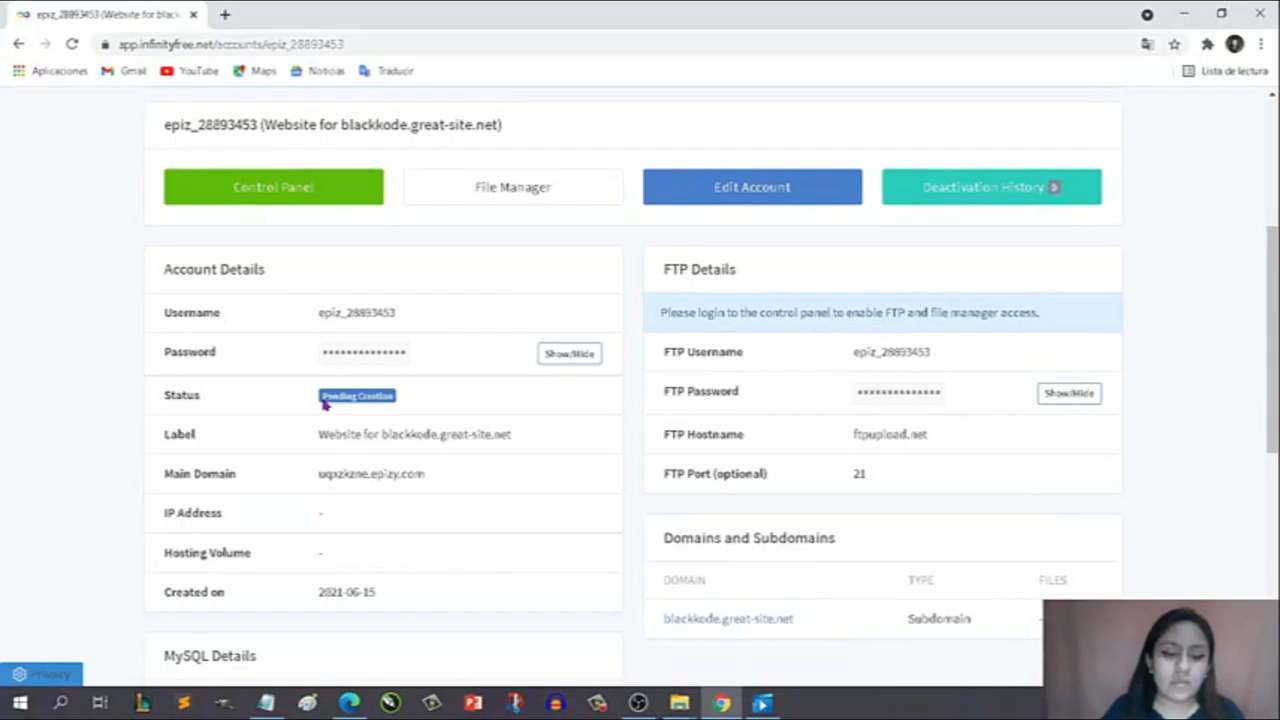 epiz_28893453 (Website for black
app.infinityfree.net/accounts/epiz_28893453
Aplicaciones Gmail YouTube Maps Noticias Traducir Lista de lectura
epiz_28893453 (Website for blackkode.great-site.net)
Control Panel File Manager Edit Account Deactivation History
Account Details
Username epiz_28893453
Password •••••••••••••• Show/Hide
Status Pending Creation
Label Website for blackkode.great-site.net
Main Domain uqxzkzne.epizy.com
IP Address -
Hosting Volume -
Created on 2021-06-15
MySQL Details
FTP Details
Please login to the control panel to enable FTP and file manager access.
FTP Username epiz_28893453
FTP Password •••••••••••••• Show/Hide
FTP Hostname ftpupload.net
FTP Port (optional) 21
Domains and Subdomains
DOMAIN TYPE FILES
blackkode.great-site.net Subdomain
Privacy